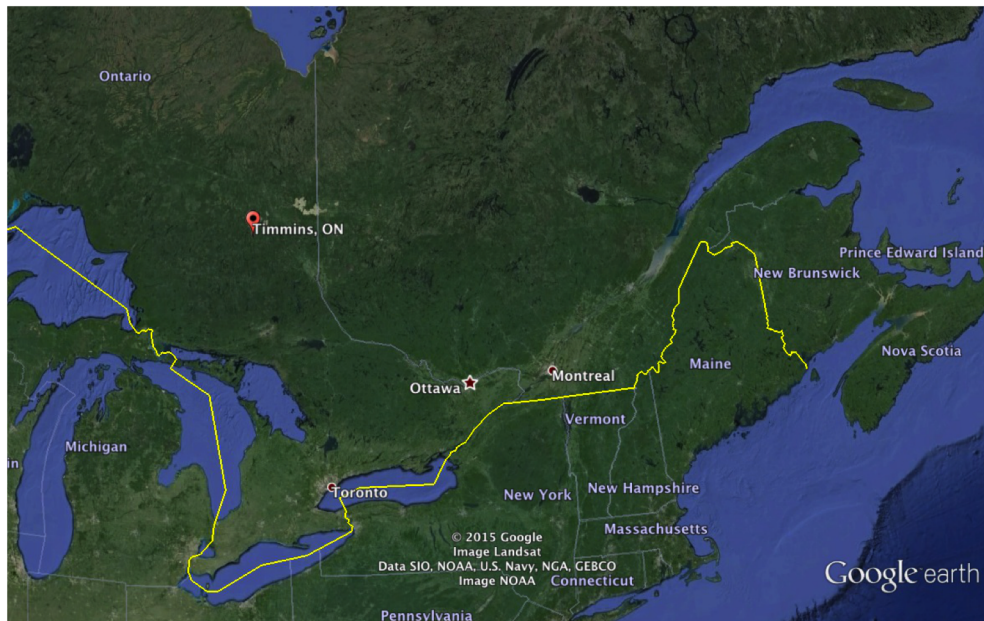 Ontario
Timmins, ON
Prince Edward Island
New Brunswick
Nova Scotia
Maine
Montreal
Ottawa
Vermont
Michigan
in
Toronto
New York
New Hampshire
Massachusetts
© 2015 Google
Image Landsat
Data SIO, NOAA, U.S. Navy, NGA, GEBCO
Image NOAA
Connecticut
Google earth
Pennsylvania